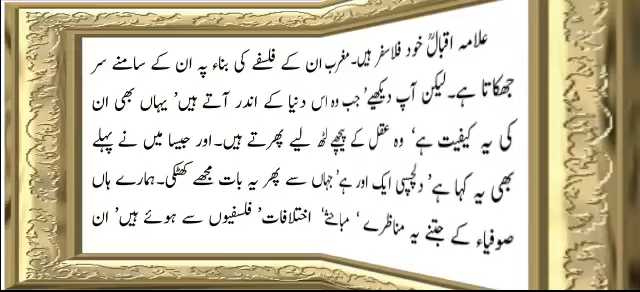 علامہ اقبالؒ خود فلاسفر ہیں۔ مغرب ان کے فلسفے کی بناء پہ ان کے سامنے سر
جھکاتا ہے۔ لیکن آپ دیکھیے’ جب وہ اس دنیا کے اندر آتے ہیں’ یہاں بھی ان
کی یہ کیفیت ہے‘ وہ عقل کے پیچھے لٹھ لیے پھرتے ہیں۔ اور جیسا میں نے پہلے
بھی یہ کہا ہے’ دلچسپی ایک اور ہے’ جہاں سے پھر یہ بات مجھے کھٹکی۔ ہمارے ہاں
صوفیاء کے جتنے یہ مناظرے ‘ مباحثے‘ اختلافات’ فلسفیوں سے ہوئے ہیں’ ان